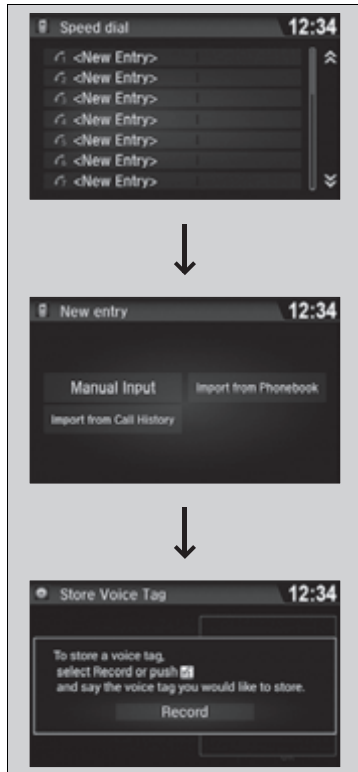 Speed dial 12:34
<New Entry>
<New Entry>
<New Entry>
<New Entry>
<New Entry>
<New Entry>
<New Entry>
New entry 12:34
Manual Input Import from Phonebook
Import from Call History
Store Voice Tag 12:34
To store a voice tag,
select Record or push
and say the voice tag you would like to store.
Record